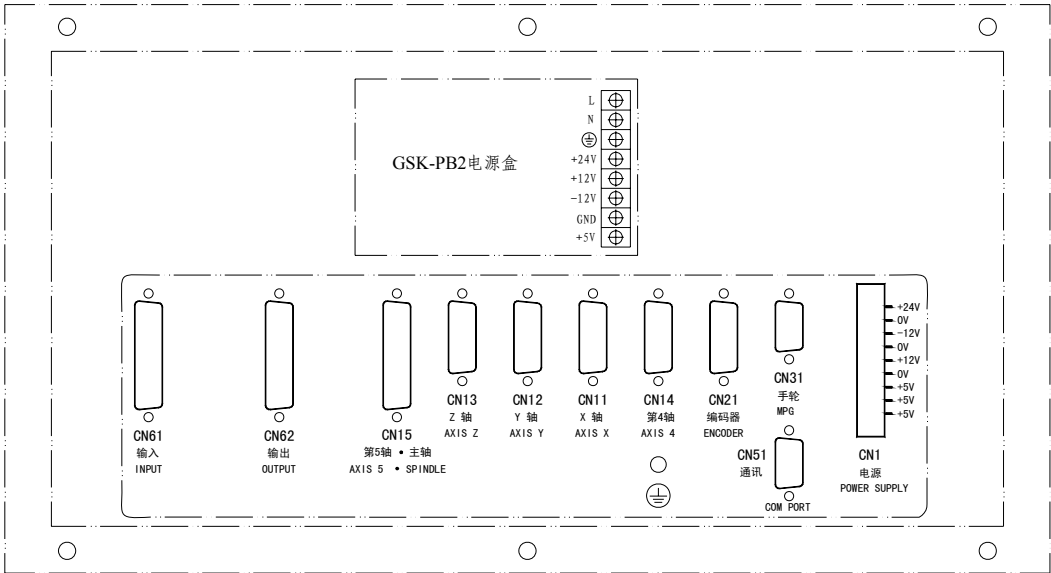 L
N
GSK-PB2电源盒
+24V
+12V
-12V
GND
+5V
CN61
输入
INPUT
CN62
输出
OUTPUT
CN15
第5轴 • 主轴
AXIS 5 • SPINDLE
CN13
Z 轴
AXIS Z
CN12
Y 轴
AXIS Y
CN11
X 轴
AXIS X
CN14
第4轴
AXIS 4
CN21
编码器
ENCODER
CN31
手轮
MPG
CN51
通讯
COM PORT
+24V
0V
-12V
0V
+12V
0V
+5V
+5V
+5V
CN1
电源
POWER SUPPLY